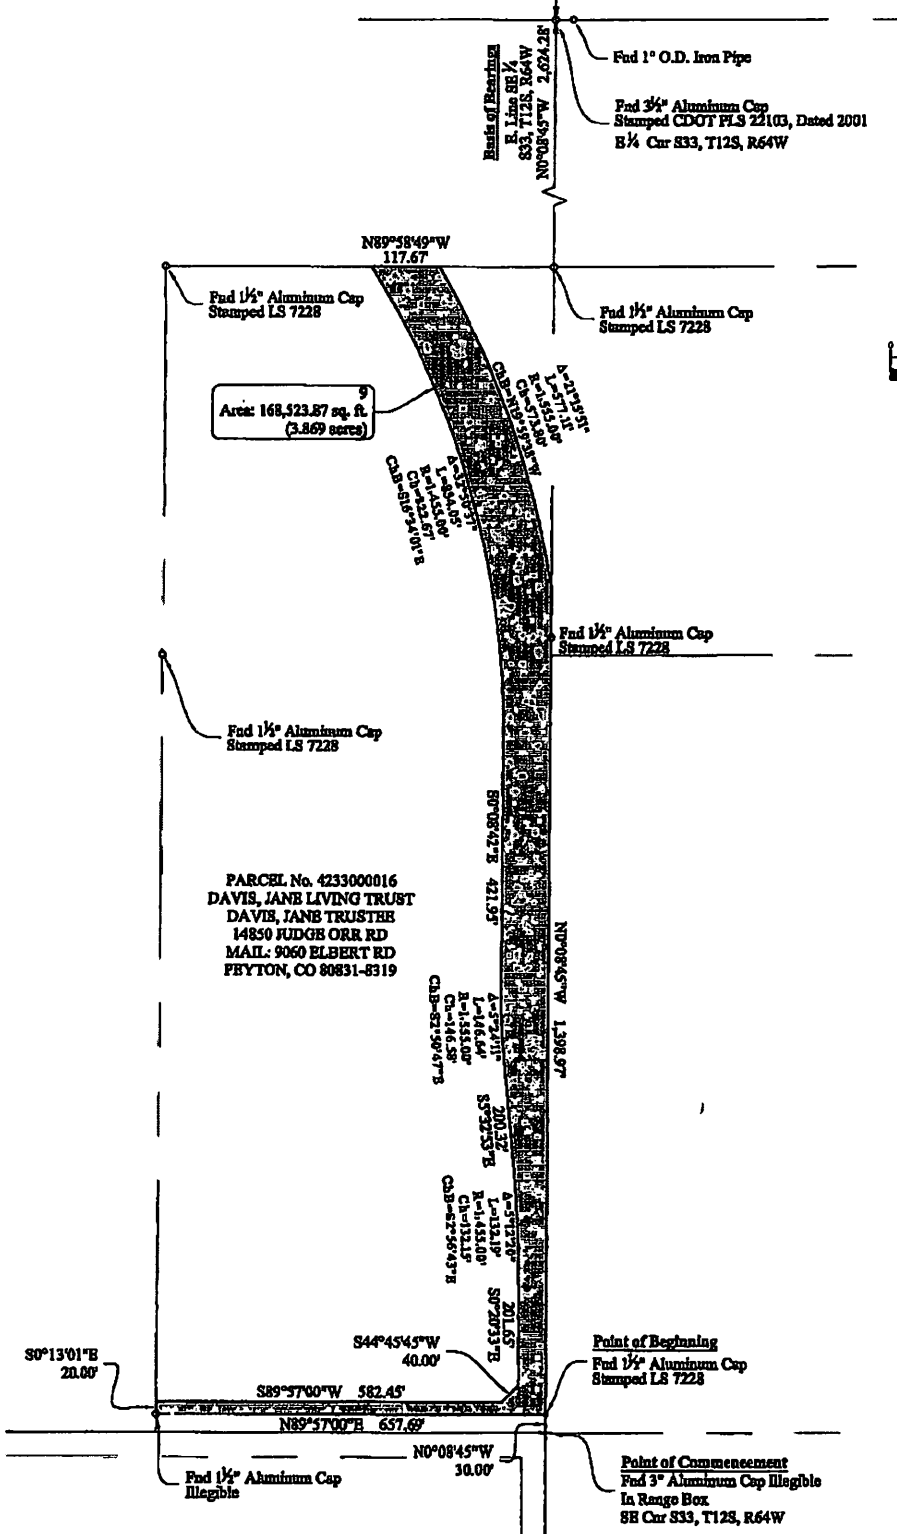 Fnd 1" O.D. Iron Pipe
Basis of Bearings
E. Line SE ¼
S33, T12S, R64W
N0°08'45"W 2,624.28'
Fnd 3½" Aluminum Cap
Stamped CDOT PLS 22103, Dated 2001
E¼ Cnr S33, T12S, R64W
N89°58'49"W
117.67'
Fnd 1½" Aluminum Cap
Stamped LS 7228
Fnd 1½" Aluminum Cap
Stamped LS 7228
Δ=21°15'51"
L=577.11'
R=1,555.00'
Ch=573.80'
ChB=N19°59'38"W
9
Area: 168,523.87 sq. ft.
(3.869 acres)
Δ=32°50'37"
L=834.05'
R=1,455.00'
Ch=822.67'
ChB=S16°34'01"E
Fnd 1½" Aluminum Cap
Stamped LS 7228
Fnd 1½" Aluminum Cap
Stamped LS 7228
S0°08'42"E 421.95'
PARCEL No. 4233000016
DAVIS, JANE LIVING TRUST
DAVIS, JANE TRUSTEE
14850 JUDGE ORR RD
MAIL: 9060 ELBERT RD
PEYTON, CO 80831-8319
N0°08'45"W 1,398.97'
Δ=5°24'11"
L=146.64'
R=1,555.00'
Ch=146.58'
ChB=S2°50'47"E
200.32'
S5°32'53"E
Δ=5°12'20"
L=132.19'
R=1,455.00'
Ch=132.15'
ChB=S2°56'43"E
201.65'
S0°20'33"E
S44°45'45"W
40.00'
S0°13'01"E
20.00'
Point of Beginning
Fnd 1½" Aluminum Cap
Stamped LS 7228
S89°57'00"W 582.45'
N89°57'00"E 657.69'
N0°08'45"W
30.00'
Fnd 1½" Aluminum Cap
Illegible
Point of Commencement
Fnd 3" Aluminum Cap Illegible
In Range Box
SE Cnr S33, T12S, R64W